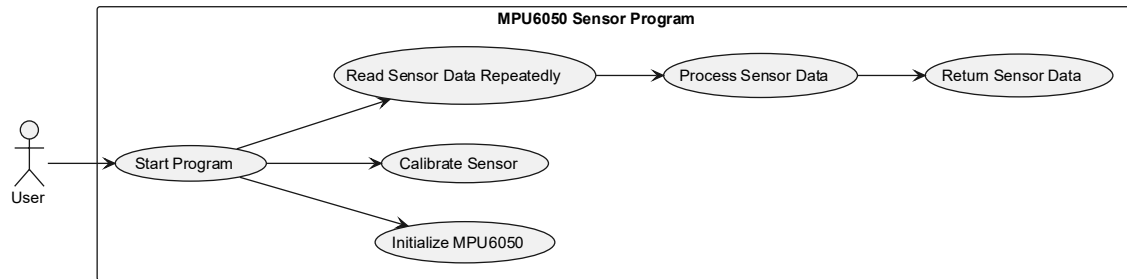 MPU6050 Sensor Program
Read Sensor Data Repeatedly
Process Sensor Data
Return Sensor Data
Start Program
Calibrate Sensor
User
Initialize MPU6050